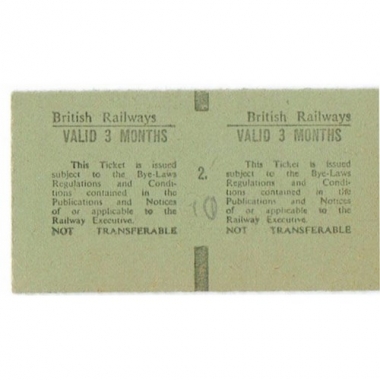 British Railways
VALID 3 MONTHS
This Ticket is issued
subject to the Bye-Laws
Regulations and Condi-
tions contained in the
Publications and Notices
of or applicable to the
Railway Executive.
NOT TRANSFERABLE
2.
10
British Railways
VALID 3 MONTHS
This Ticket is issued
subject to the Bye-Laws
Regulations and Condi-
tions contained in the
Publications and Notices
of or applicable to the
Railway Executive.
NOT TRANSFERABLE